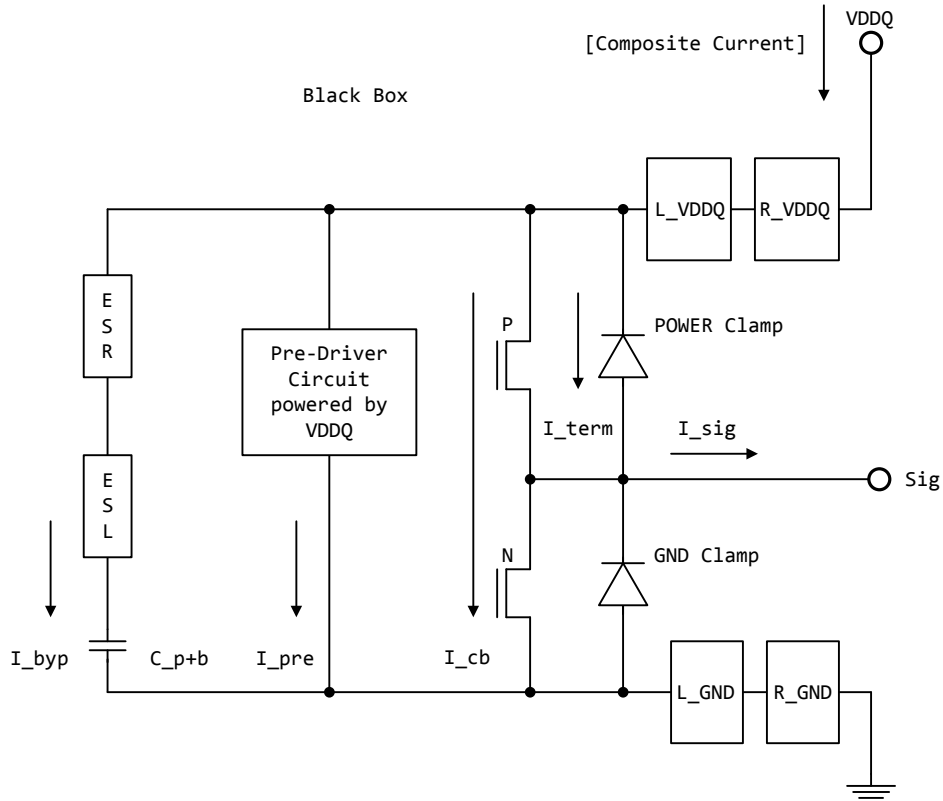 VDDQ
[Composite Current]
Black Box
L_VDDQ
R_VDDQ
E
S
R
P
POWER Clamp
Pre-Driver
Circuit
powered by
VDDQ
I_term
I_sig
E
S
L
Sig
N
GND Clamp
I_byp
C_p+b
I_pre
I_cb
L_GND
R_GND